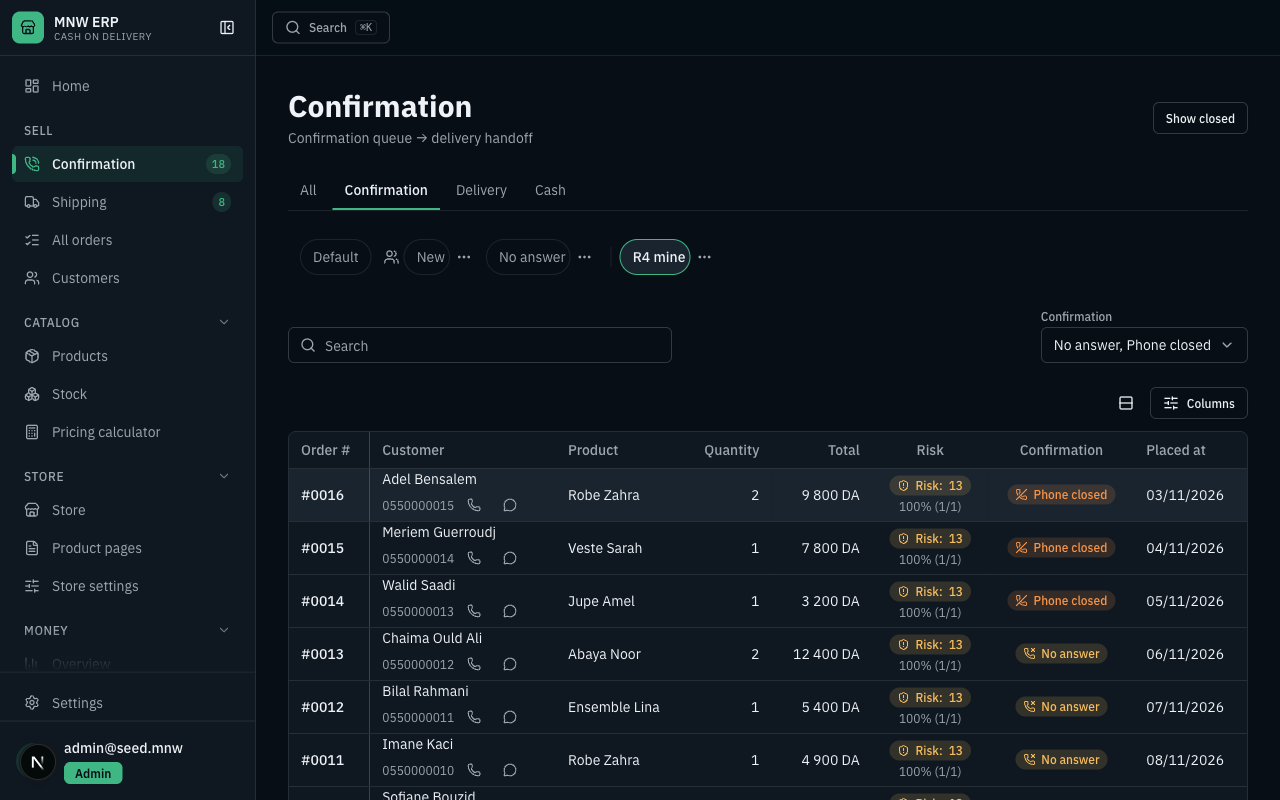 MNW ERP
CASH ON DELIVERY
Search ⌘K
Home
SELL
Confirmation 18
Shipping 8
All orders
Customers
CATALOG
Products
Stock
Pricing calculator
STORE
Store
Product pages
Store settings
MONEY
Overview
Settings
N
admin@seed.mnw
Admin
Confirmation
Confirmation queue → delivery handoff
Show closed
All Confirmation Delivery Cash
Default New ··· No answer ··· R4 mine ···
Confirmation
Search
No answer, Phone closed
Columns
Order # Customer Product Quantity Total Risk Confirmation Placed at
#0016 Adel Bensalem 0550000015 Robe Zahra 2 9 800 DA Risk: 13 100% (1/1) Phone closed 03/11/2026
#0015 Meriem Guerroudj 0550000014 Veste Sarah 1 7 800 DA Risk: 13 100% (1/1) Phone closed 04/11/2026
#0014 Walid Saadi 0550000013 Jupe Amel 1 3 200 DA Risk: 13 100% (1/1) Phone closed 05/11/2026
#0013 Chaima Ould Ali 0550000012 Abaya Noor 2 12 400 DA Risk: 13 100% (1/1) No answer 06/11/2026
#0012 Bilal Rahmani 0550000011 Ensemble Lina 1 5 400 DA Risk: 13 100% (1/1) No answer 07/11/2026
#0011 Imane Kaci 0550000010 Robe Zahra 1 4 900 DA Risk: 13 100% (1/1) No answer 08/11/2026
Sofiane Bouzid